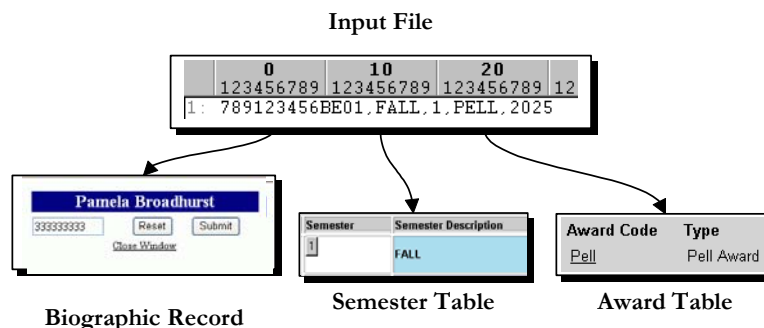 Input File
0 10 20
123456789 123456789 123456789 12
1: 789123456BE01,FALL,1,PELL,2025
Pamela Broadhurst
333333333 Reset Submit
Close Window
Semester Semester Description
1 FALL
Award Code Type
Pell Pell Award
Biographic Record
Semester Table
Award Table